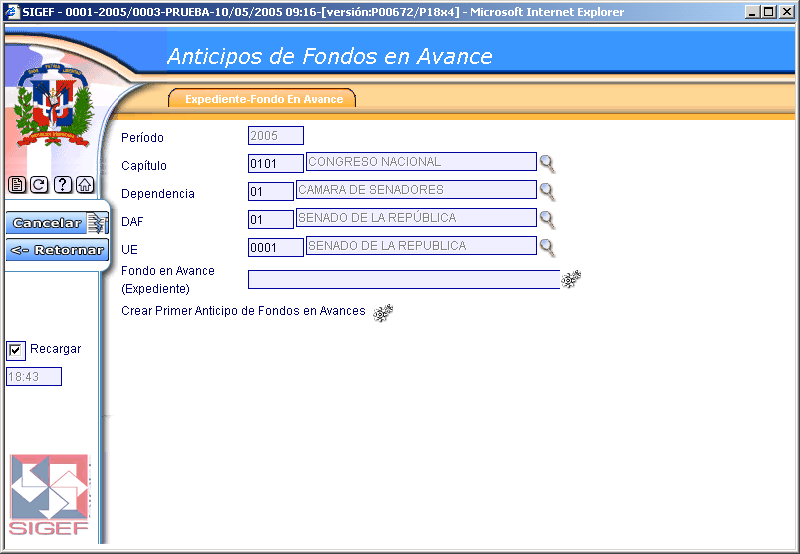 SIGEF - 0001-2005/0003-PRUEBA-10/05/2005 09:16-[versión:P00672/P18x4] - Microsoft Internet Explorer
Anticipos de Fondos en Avance
Expediente-Fondo En Avance
Período 2005
Capítulo 0101 CONGRESO NACIONAL
Dependencia 01 CAMARA DE SENADORES
DAF 01 SENADO DE LA REPÚBLICA
UE 0001 SENADO DE LA REPUBLICA
Fondo en Avance
(Expediente)
Crear Primer Anticipo de Fondos en Avances
Cancelar
<- Retornar
Recargar
18:43
SIGEF